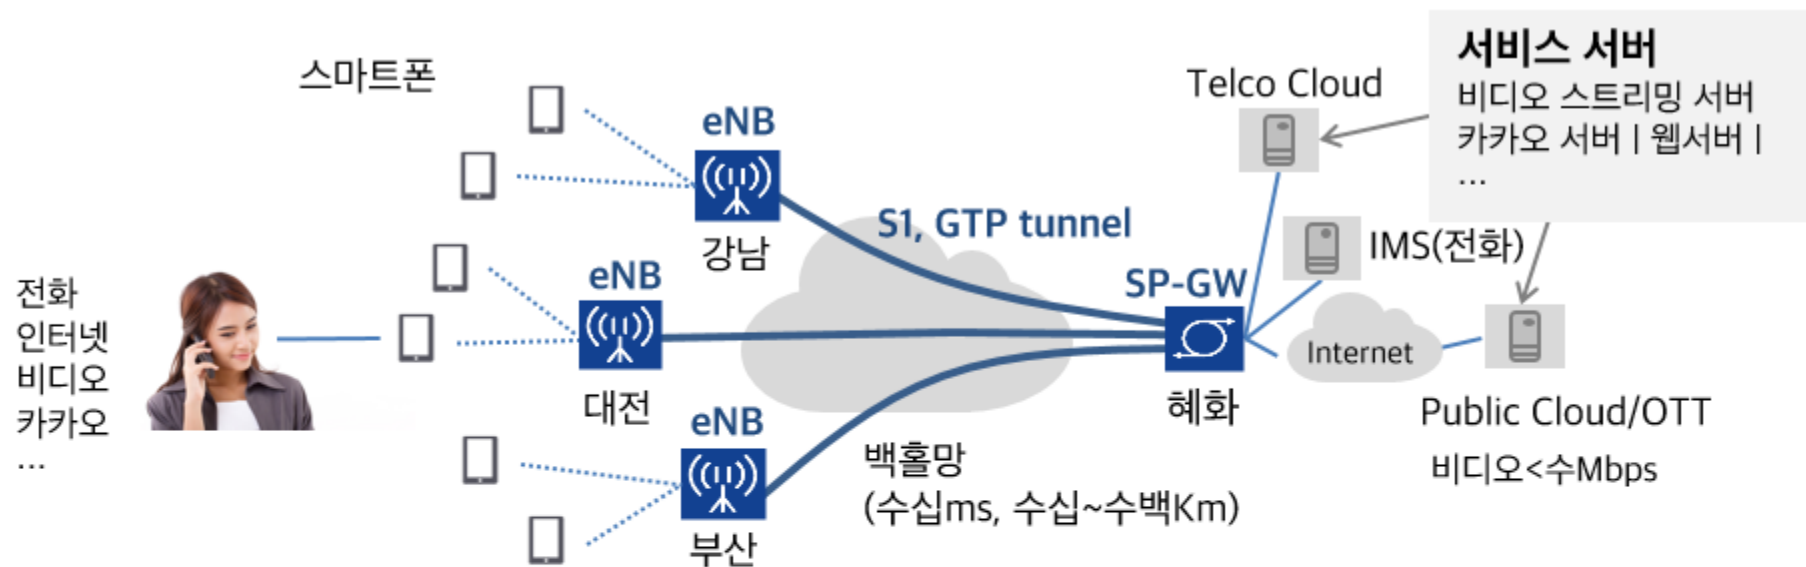 스마트폰
eNB
강남
eNB
대전
eNB
부산
전화
인터넷
비디오
카카오
...
S1, GTP tunnel
백홀망
(수십ms, 수십~수백Km)
SP-GW
혜화
Telco Cloud
IMS(전화)
Internet
Public Cloud/OTT
비디오<수Mbps
서비스 서버
비디오 스트리밍 서버
카카오 서버 | 웹서버 |
...